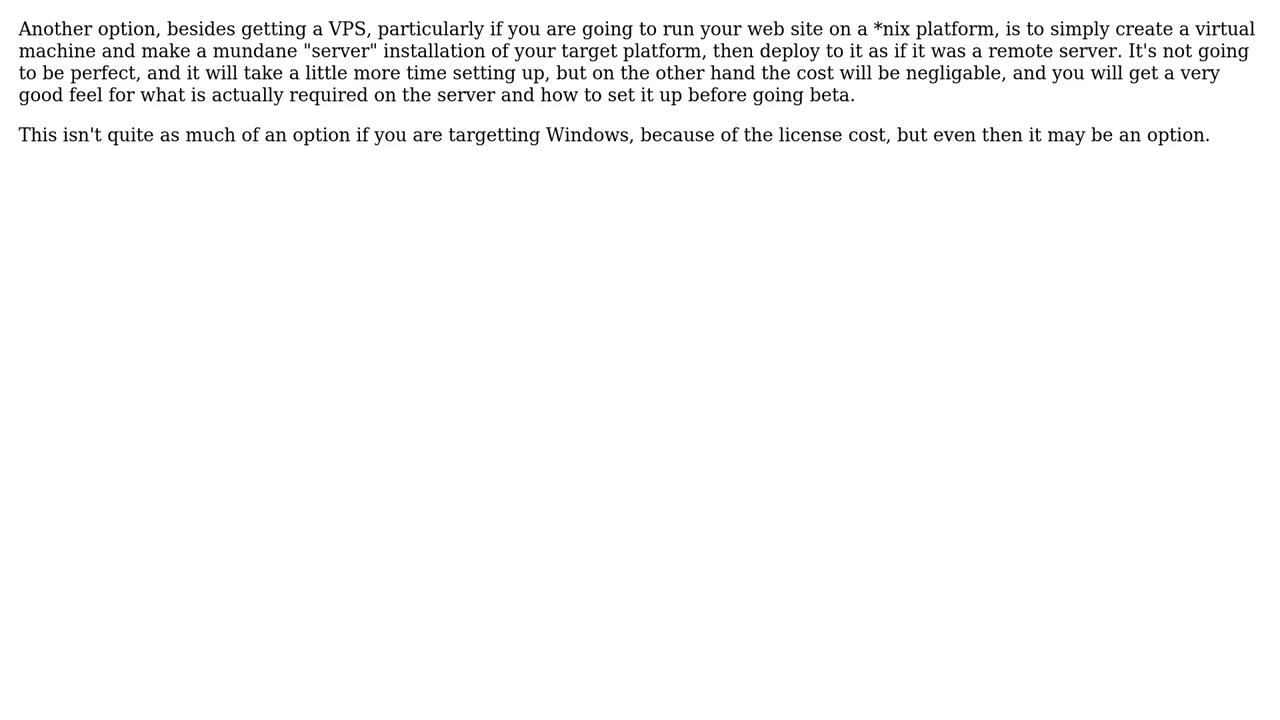 Another option, besides getting a VPS, particularly if you are going to run your web site on a *nix platform, is to simply create a virtual
machine and make a mundane "server" installation of your target platform, then deploy to it as if it was a remote server. It's not going
to be perfect, and it will take a little more time setting up, but on the other hand the cost will be negligable, and you will get a very
good feel for what is actually required on the server and how to set it up before going beta.
This isn't quite as much of an option if you are targetting Windows, because of the license cost, but even then it may be an option.